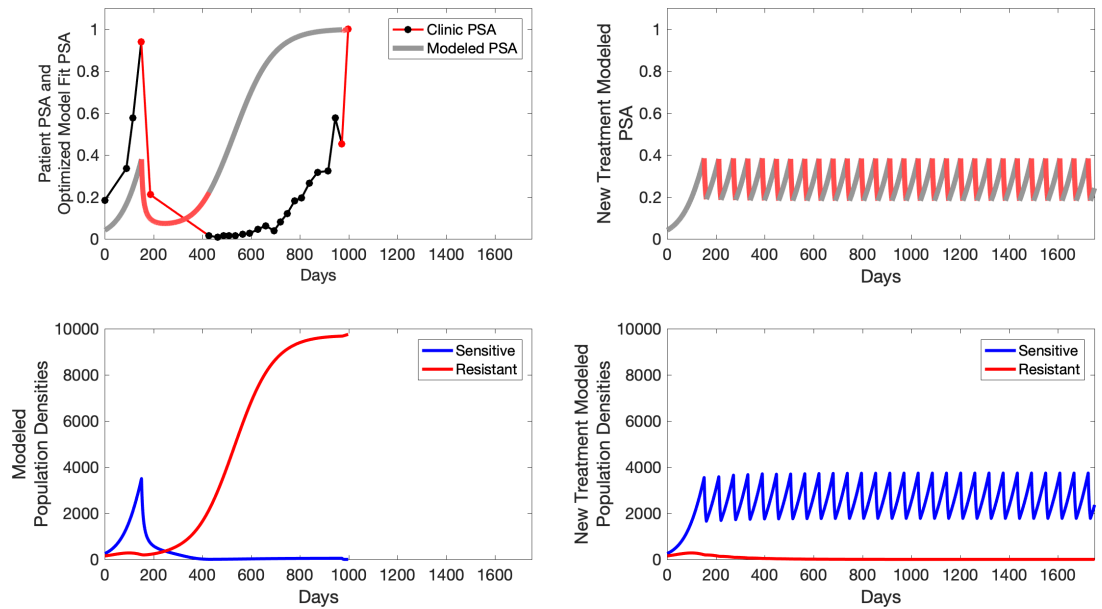 Patient PSA and
Optimized Model Fit PSA
1
0.8
0.6
0.4
0.2
0
0 200 400 600 800 1000 1200 1400 1600
Days
Clinic PSA
Modeled PSA
New Treatment Modeled
PSA
1
0.8
0.6
0.4
0.2
0
0 200 400 600 800 1000 1200 1400 1600
Days
Modeled
Population Densities
10000
8000
6000
4000
2000
0
0 200 400 600 800 1000 1200 1400 1600
Days
Sensitive
Resistant
New Treatment Modeled
Population Densities
10000
8000
6000
4000
2000
0
0 200 400 600 800 1000 1200 1400 1600
Days
Sensitive
Resistant